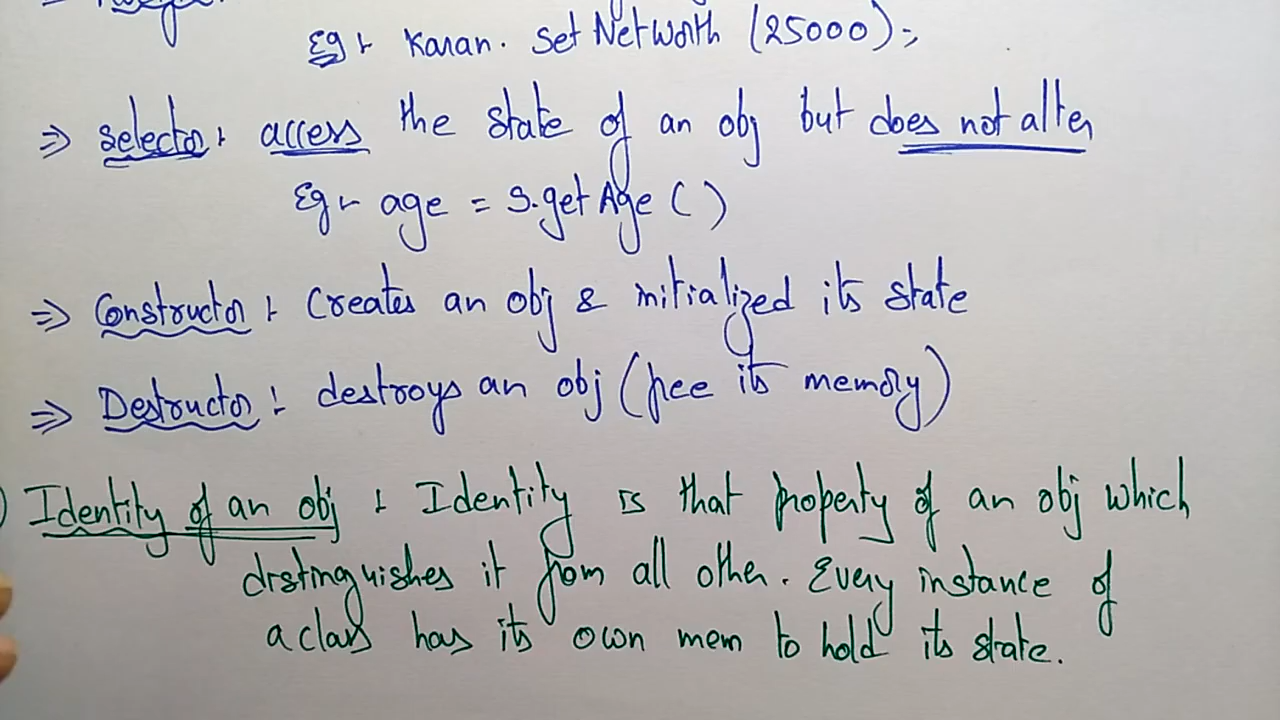 Eg:- Karan. Set NetWorth (25000);
⇒ selector: access the state of an obj but does not alter
Eg:- age = s.getAge()
⇒ Constructor: Creates an obj & initialized its state
⇒ Destructor: destroys an obj (free its memory)
) Identity of an obj: Identity is that property of an obj which
distinguishes it from all other. Every instance of
a class has its own mem to hold its state.